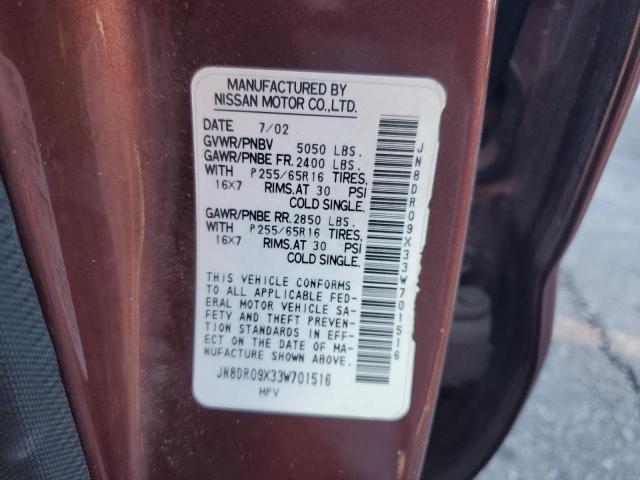 MANUFACTURED BY
NISSAN MOTOR CO.,LTD.
DATE 7/02
GVWR/PNBV 5050 LBS.
GAWR/PNBE FR. 2400 LBS.
WITH P255/65R16 TIRES,
16X7 RIMS,AT 30 PSI
COLD SINGLE.
GAWR/PNBE RR. 2850 LBS.
WITH P255/65R16 TIRES,
16X7 RIMS,AT 30 PSI
COLD SINGLE.
THIS VEHICLE CONFORMS
TO ALL APPLICABLE FED-
ERAL MOTOR VEHICLE SA-
FETY AND THEFT PREVEN-
TION STANDARDS IN EFF-
ECT ON THE DATE OF MA-
NUFACTURE SHOWN ABOVE.
JN8DR09X33W701516
MPV
JN8DR09X33W701516